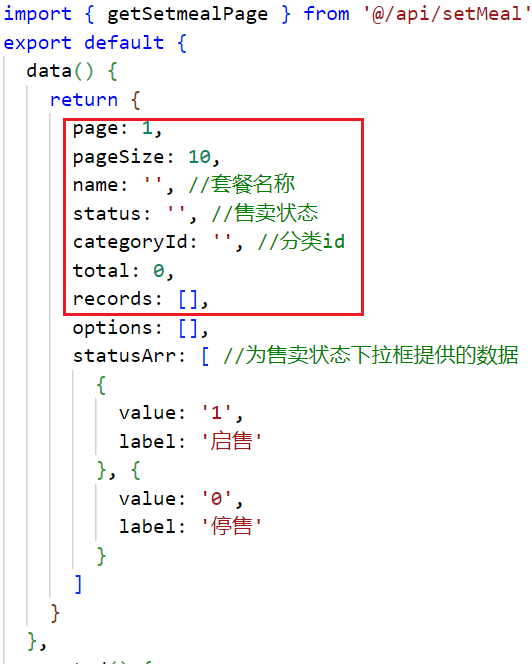 import { getSetmealPage } from '@/api/setMeal'
export default {
data() {
return {
page: 1,
pageSize: 10,
name: '', //套餐名称
status: '', //售卖状态
categoryId: '', //分类id
total: 0,
records: [],
options: [],
statusArr: [ //为售卖状态下拉框提供的数据
{
value: '1',
label: '启售'
}, {
value: '0',
label: '停售'
}
]
}
},